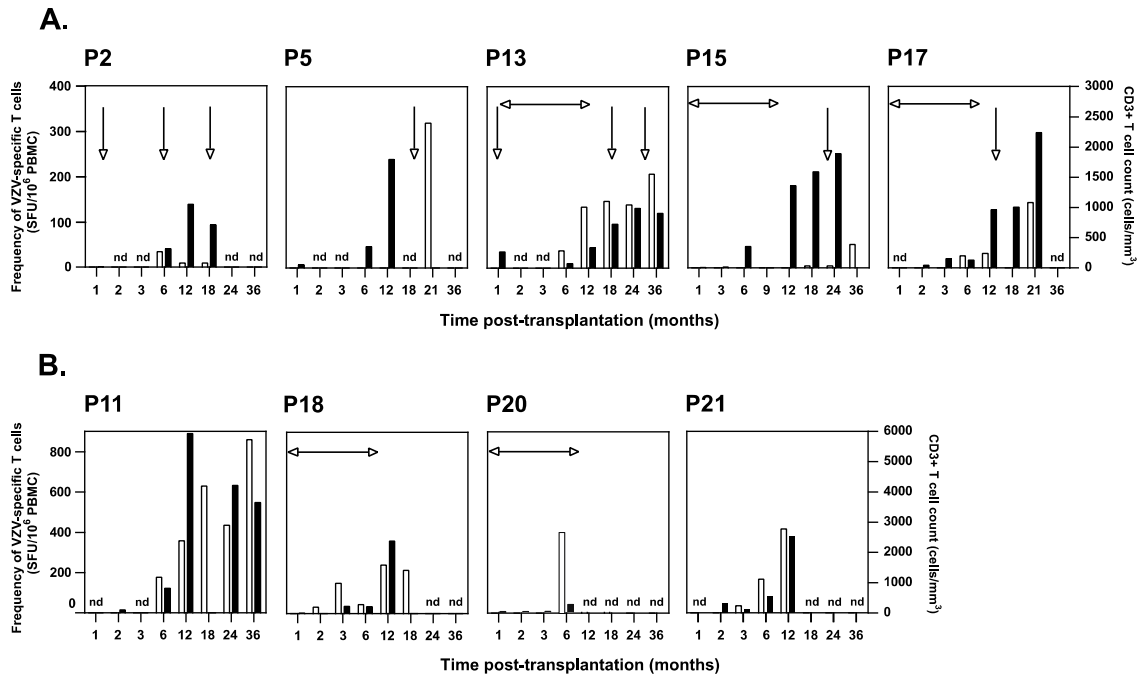 A.
P2 P5 P13 P15 P17
Frequency of VZV-specific T cells
(SFU/10⁶ PBMC)
400
300
200
100
0
nd nd nd nd
nd nd nd nd
nd nd
nd nd
3000
2500
2000
1500
1000
500
0
CD3+ T cell count (cells/mm³)
1 2 3 6 12 18 24 36
1 2 3 6 12 18 21 36
1 2 3 6 12 18 24 36
1 2 3 6 9 12 18 24 36
1 2 3 6 12 18 21 36
Time post-transplantation (months)
B.
P11 P18 P20 P21
Frequency of VZV-specific T cells
(SFU/10⁶ PBMC)
800
600
400
200
0
nd nd
nd nd
nd nd nd nd
nd nd nd nd
6000
5000
4000
3000
2000
1000
0
CD3+ T cell count (cells/mm³)
1 2 3 6 12 18 24 36
1 2 3 6 12 18 24 36
1 2 3 6 12 18 24 36
1 2 3 6 12 18 24 36
Time post-transplantation (months)